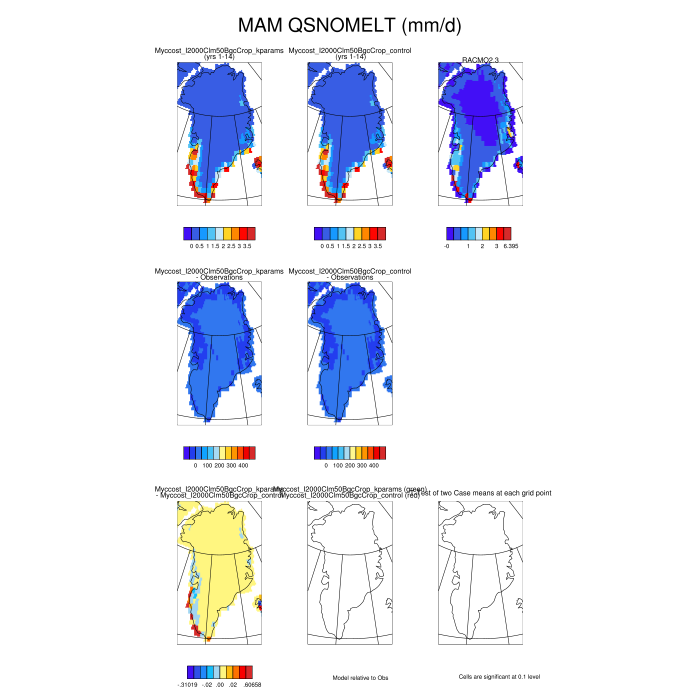 MAM QSNOMELT (mm/d)
Myccost_I2000Clm50BgcCrop_kparams
(yrs 1-14)
Myccost_I2000Clm50BgcCrop_control
(yrs 1-14)
RACMO2.3
0 0.5 1 1.5 2 2.5 3 3.5
0 0.5 1 1.5 2 2.5 3 3.5
-0 1 2 3 6.395
Myccost_I2000Clm50BgcCrop_kparams
- Observations
Myccost_I2000Clm50BgcCrop_control
- Observations
0 100 200 300 400
0 100 200 300 400
Myccost_I2000Clm50BgcCrop_kparams
- Myccost_I2000Clm50BgcCrop_control
Myccost_I2000Clm50BgcCrop_kparams (green)
Myccost_I2000Clm50BgcCrop_control (red)
est of two Case means at each grid point
-.31019 -.02 .00 .02 .60658
Model relative to Obs
Cells are significant at 0.1 level